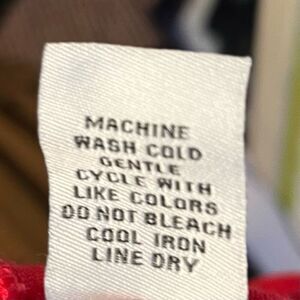 MACHINE
WASH COLD
GENTLE
CYCLE WITH
LIKE COLORS
DO NOT BLEACH
COOL IRON
LINE DRY